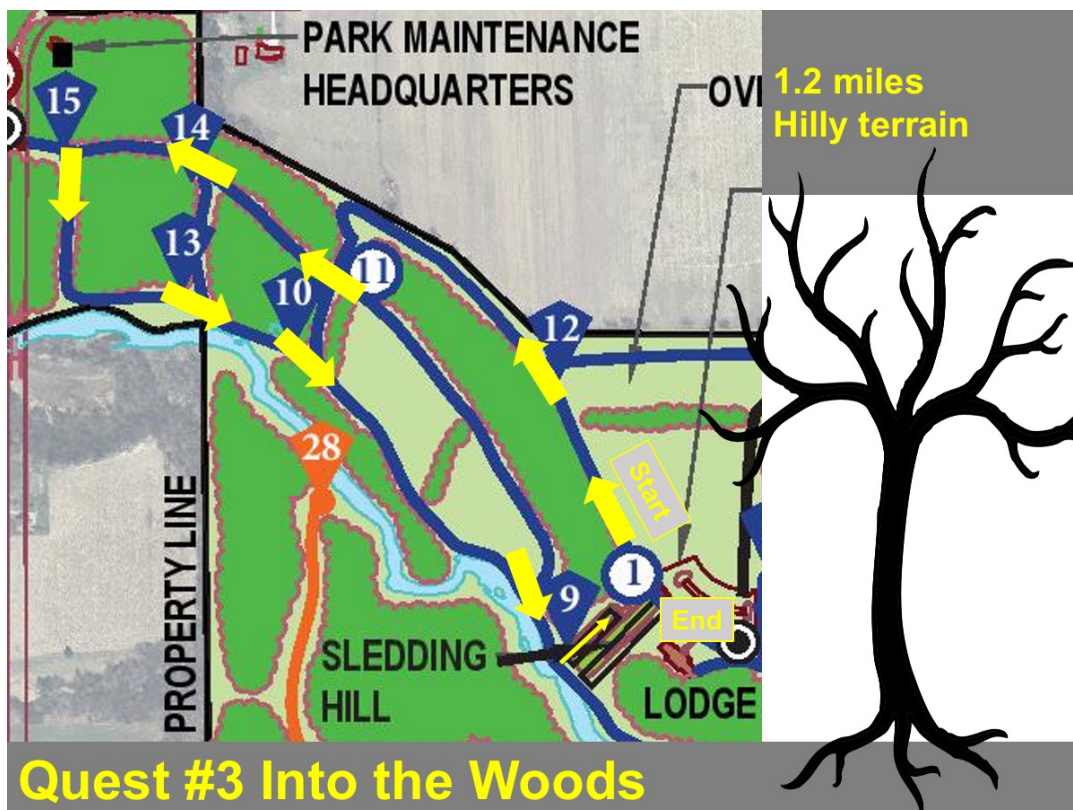 PARK MAINTENANCE
HEADQUARTERS
15
14
OV
1.2 miles
Hilly terrain
13
11
10
12
28
PROPERTY LINE
Start
1
9
End
SLEDDING
HILL
LODGE
Quest #3 Into the Woods